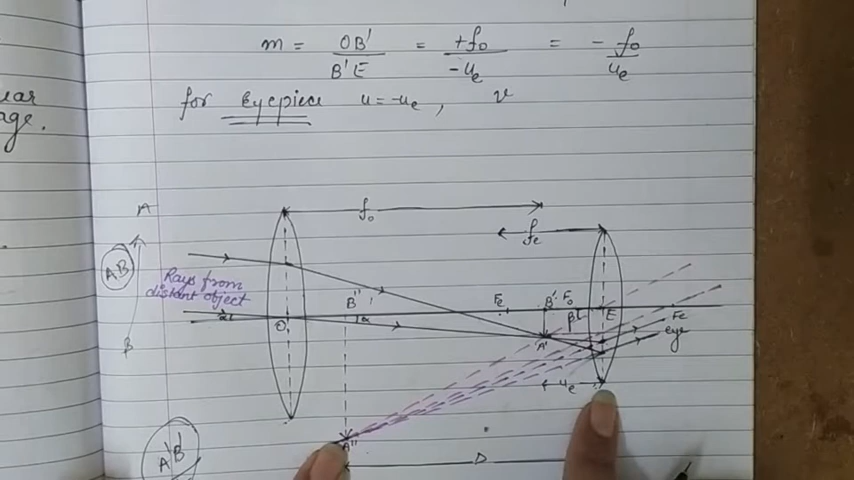 ear
age.
m = OB' / B'E = +fo / -ue = - fo / ue
for Eyepiece u = -ue , v
A
AB
B
fo
fe
Rays from
distant object
B"
Fe
B' Fo
E
Fe
α
O
α
β
A'
eye
ue
A"
A'B'
D